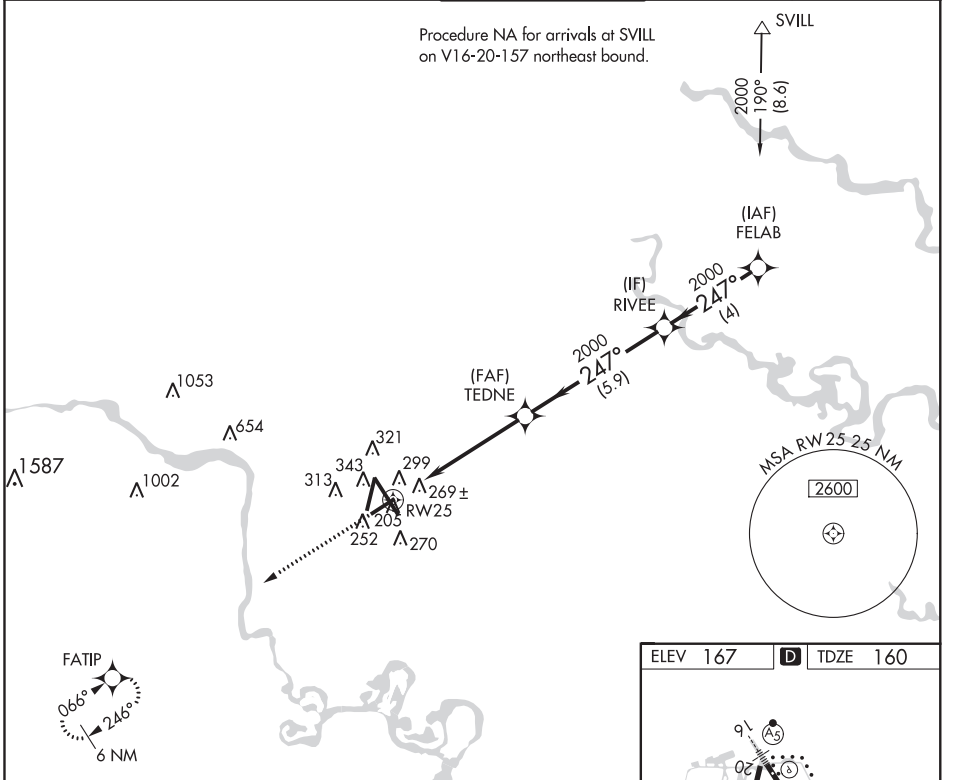 Procedure NA for arrivals at SVILL
on V16-20-157 northeast bound.
SVILL
2000
190°
(8.6)
(IAF)
FELAB
2000
247°
(4)
(IF)
RIVEE
2000
247°
(5.9)
(FAF)
TEDNE
1053
654
1587
1002
321
343
299
313
269±
RW25
205
252
270
MSA RW25 25 NM
2600
FATIP
066°
246°
6 NM
ELEV 167
D
TDZE 160
16
A5
20